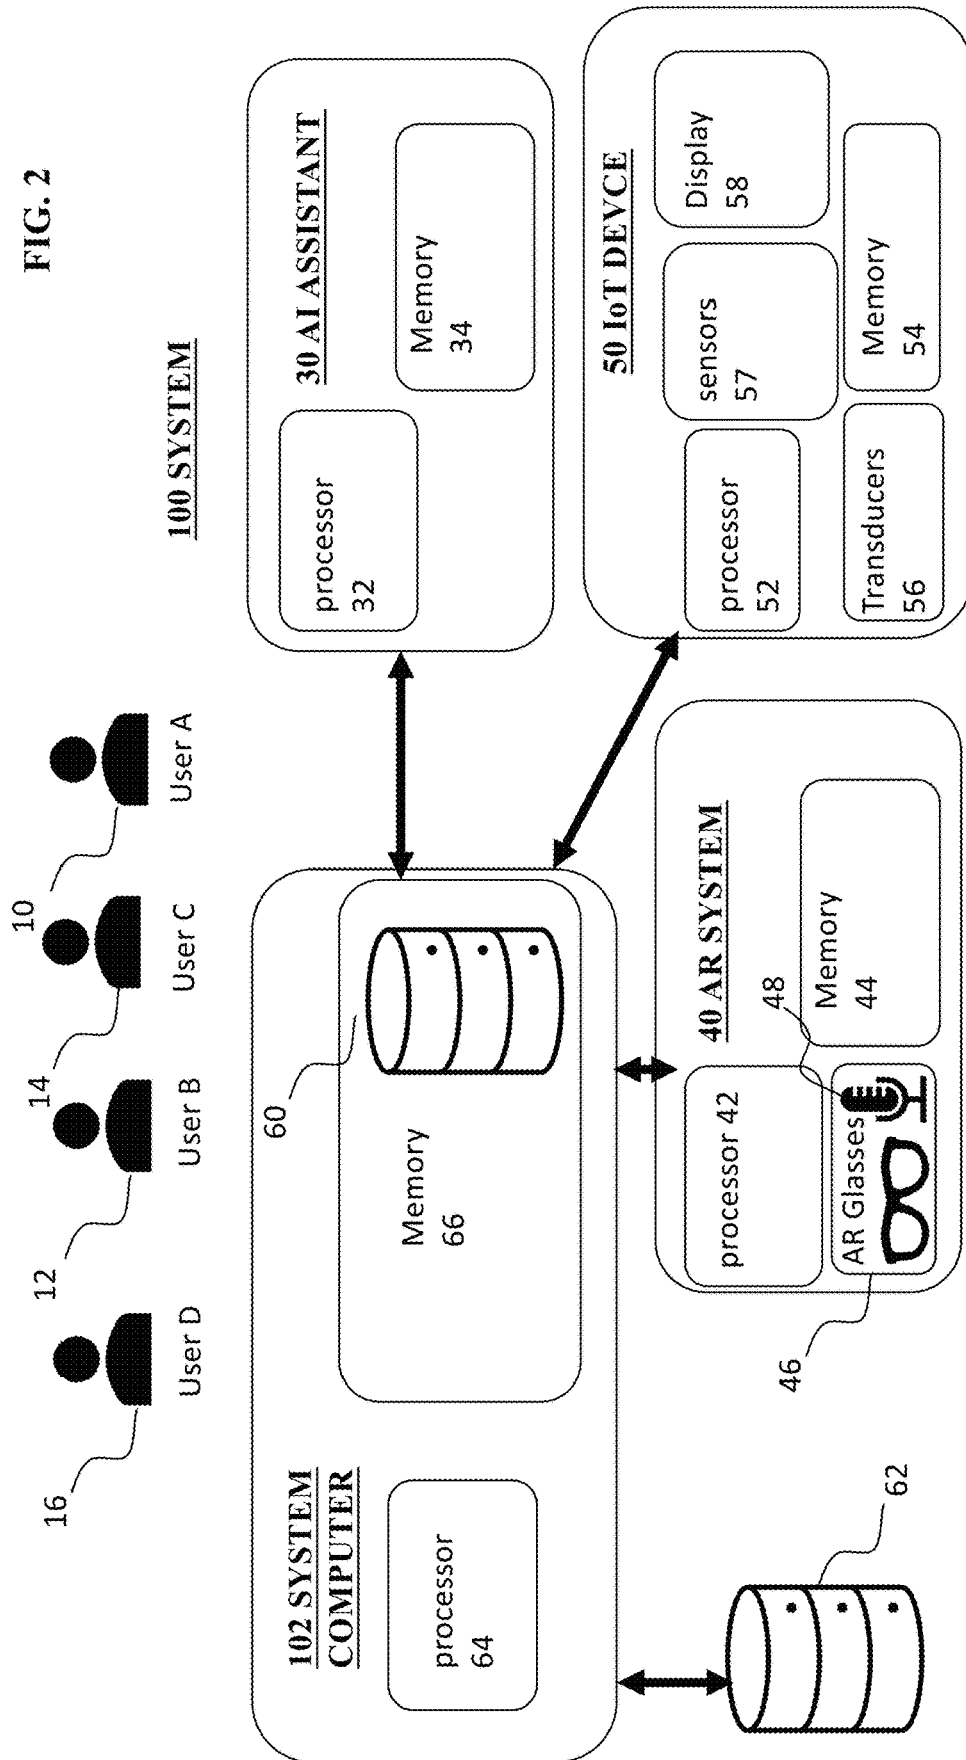 FIG. 2
100 SYSTEM
16
12
14
10
User D
User B
User C
User A
102 SYSTEM
COMPUTER
processor
64
60
Memory
66
30 AI ASSISTANT
processor
32
Memory
34
62
46
40 AR SYSTEM
processor 42
48
Memory
44
AR Glasses
50 IoT DEVCE
processor
52
sensors
57
Display
58
Transducers
56
Memory
54